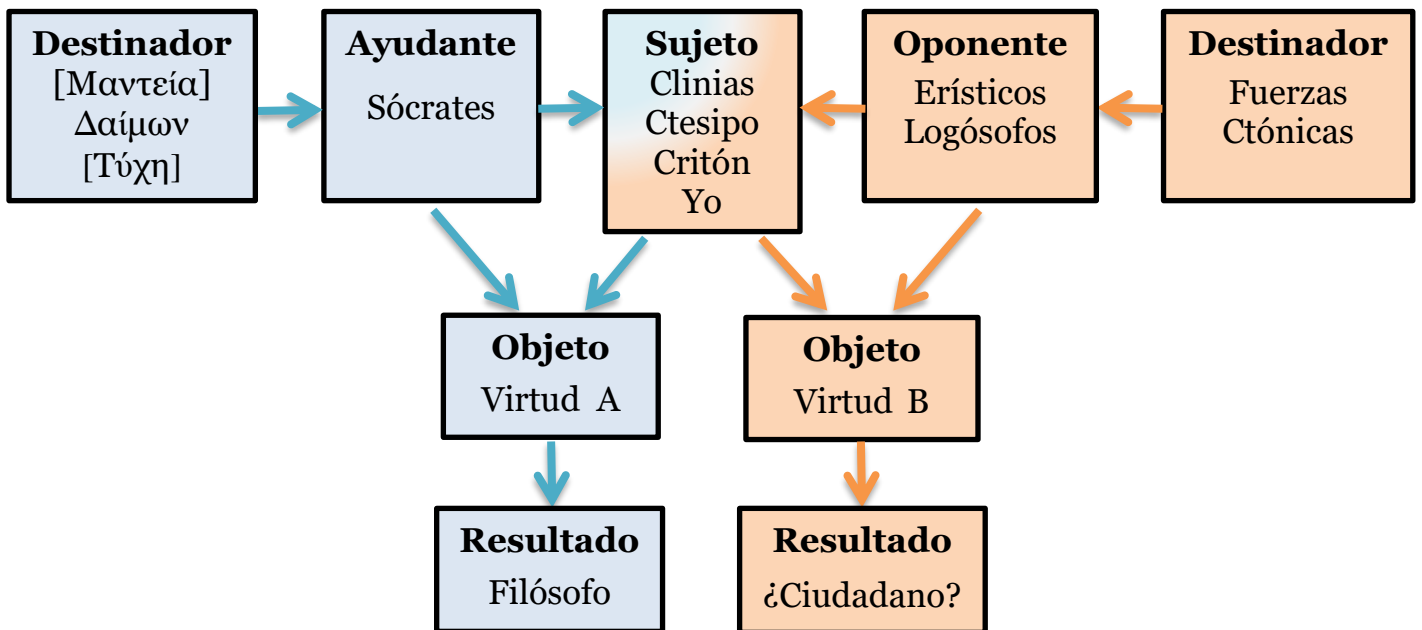 Destinador
[Μαντεία]
Δαίμων
[Τύχη]
Ayudante
Sócrates
Sujeto
Clinias
Ctesipo
Critón
Yo
Oponente
Erísticos
Logósofos
Destinador
Fuerzas
Ctónicas
Objeto
Virtud A
Objeto
Virtud B
Resultado
Filósofo
Resultado
¿Ciudadano?